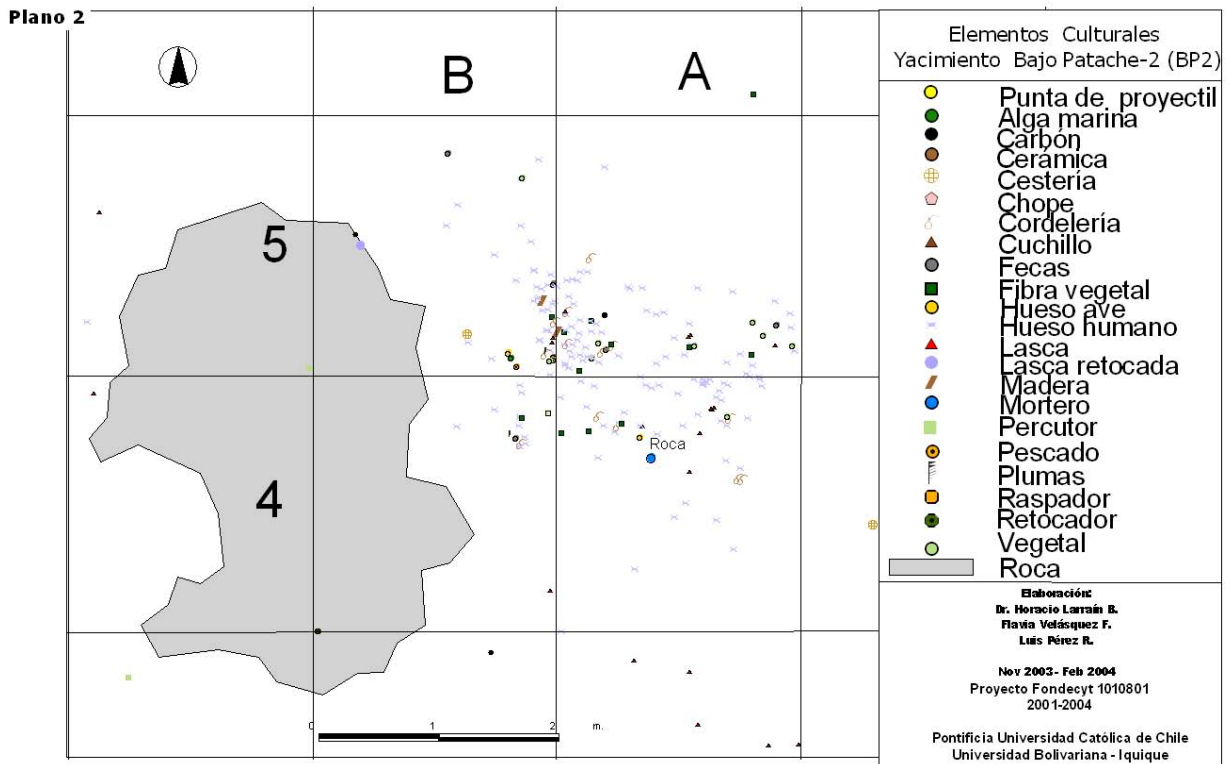 Plano 2
B
A
5
4
Roca
0
1
2
m.
Elementos Culturales
Yacimiento Bajo Patache-2 (BP2)
Punta de proyectil
Alga marina
Carbón
Cerámica
Cestería
Chope
Cordelería
Cuchillo
Fecas
Fibra vegetal
Hueso ave
Hueso humano
Lasca
Lasca retocada
Madera
Mortero
Percutor
Pescado
Plumas
Raspador
Retocador
Vegetal
Roca
Elaboración:
Dr. Horacio Larraín B.
Flavia Velásquez F.
Luis Pérez R.
Nov 2003- Feb 2004
Proyecto Fondecyt 1010801
2001-2004
Pontificia Universidad Católica de Chile
Universidad Bolivariana - Iquique